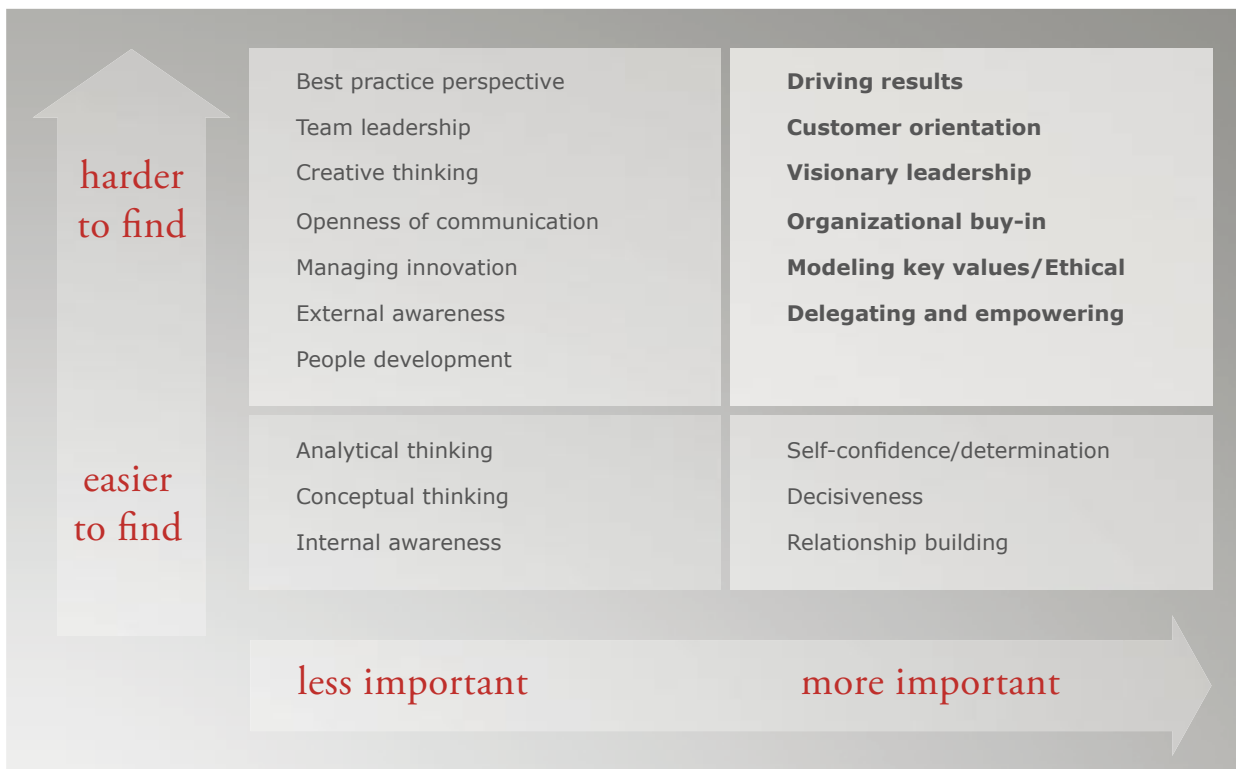 harder
to find
Best practice perspective
Team leadership
Creative thinking
Openness of communication
Managing innovation
External awareness
People development
Driving results
Customer orientation
Visionary leadership
Organizational buy-in
Modeling key values/Ethical
Delegating and empowering
easier
to find
Analytical thinking
Conceptual thinking
Internal awareness
Self-confidence/determination
Decisiveness
Relationship building
less important
more important